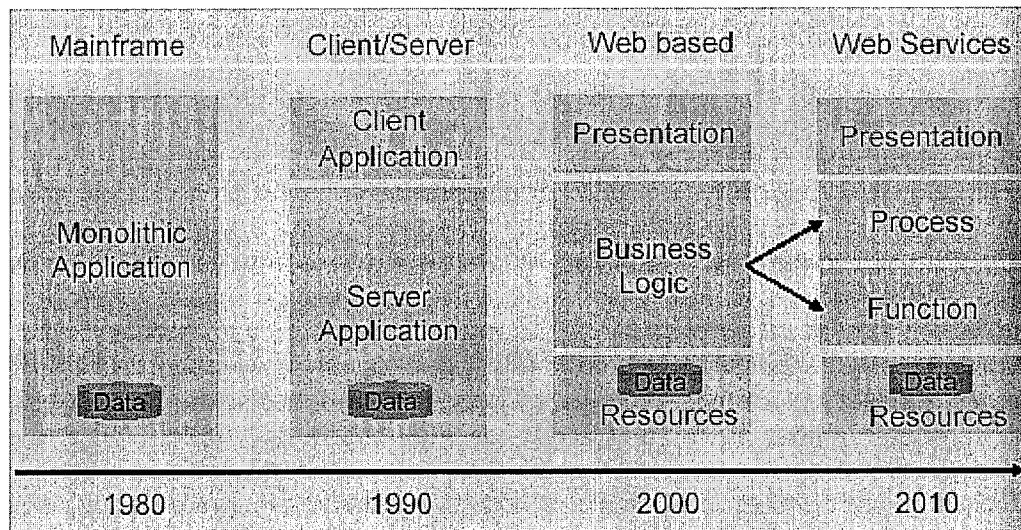 Mainframe
Client/Server
Web based
Web Services
Monolithic
Application
Data
Client
Application
Server
Application
Data
Presentation
Business
Logic
Data
Resources
Presentation
Process
Function
Data
Resources
1980
1990
2000
2010